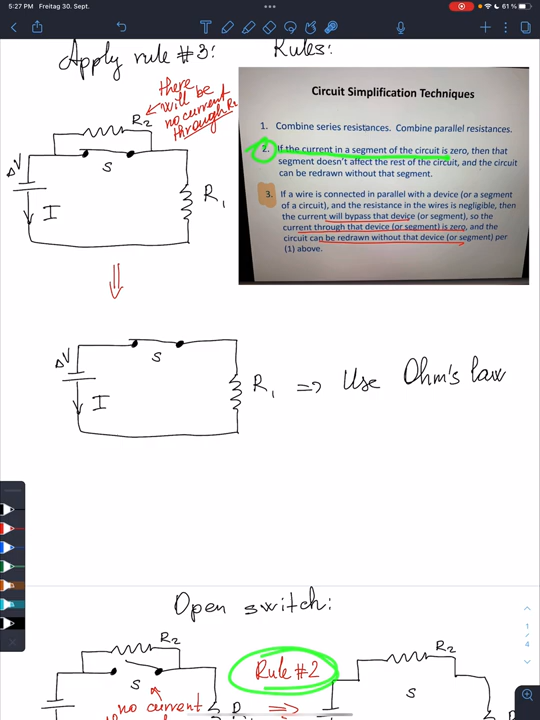 5:27 PM Freitag 30. Sept.
61 %
Apply rule #3:
Rules:
there
will be
no current
through R2
R2
S
ΔV
I
R1
Circuit Simplification Techniques
1. Combine series resistances. Combine parallel resistances.
2. If the current in a segment of the circuit is zero, then that
segment doesn't affect the rest of the circuit, and the circuit
can be redrawn without that segment.
3. If a wire is connected in parallel with a device (or a segment
of a circuit), and the resistance in the wires is negligible, then
the current will bypass that device (or segment), so the
current through that device (or segment) is zero, and the
circuit can be redrawn without that device (or segment) per
(1) above.
ΔV
S
I
R1 => Use Ohm's law
Open switch:
1
/
4
R2
S
Rule #2
=>
R2
S
no current